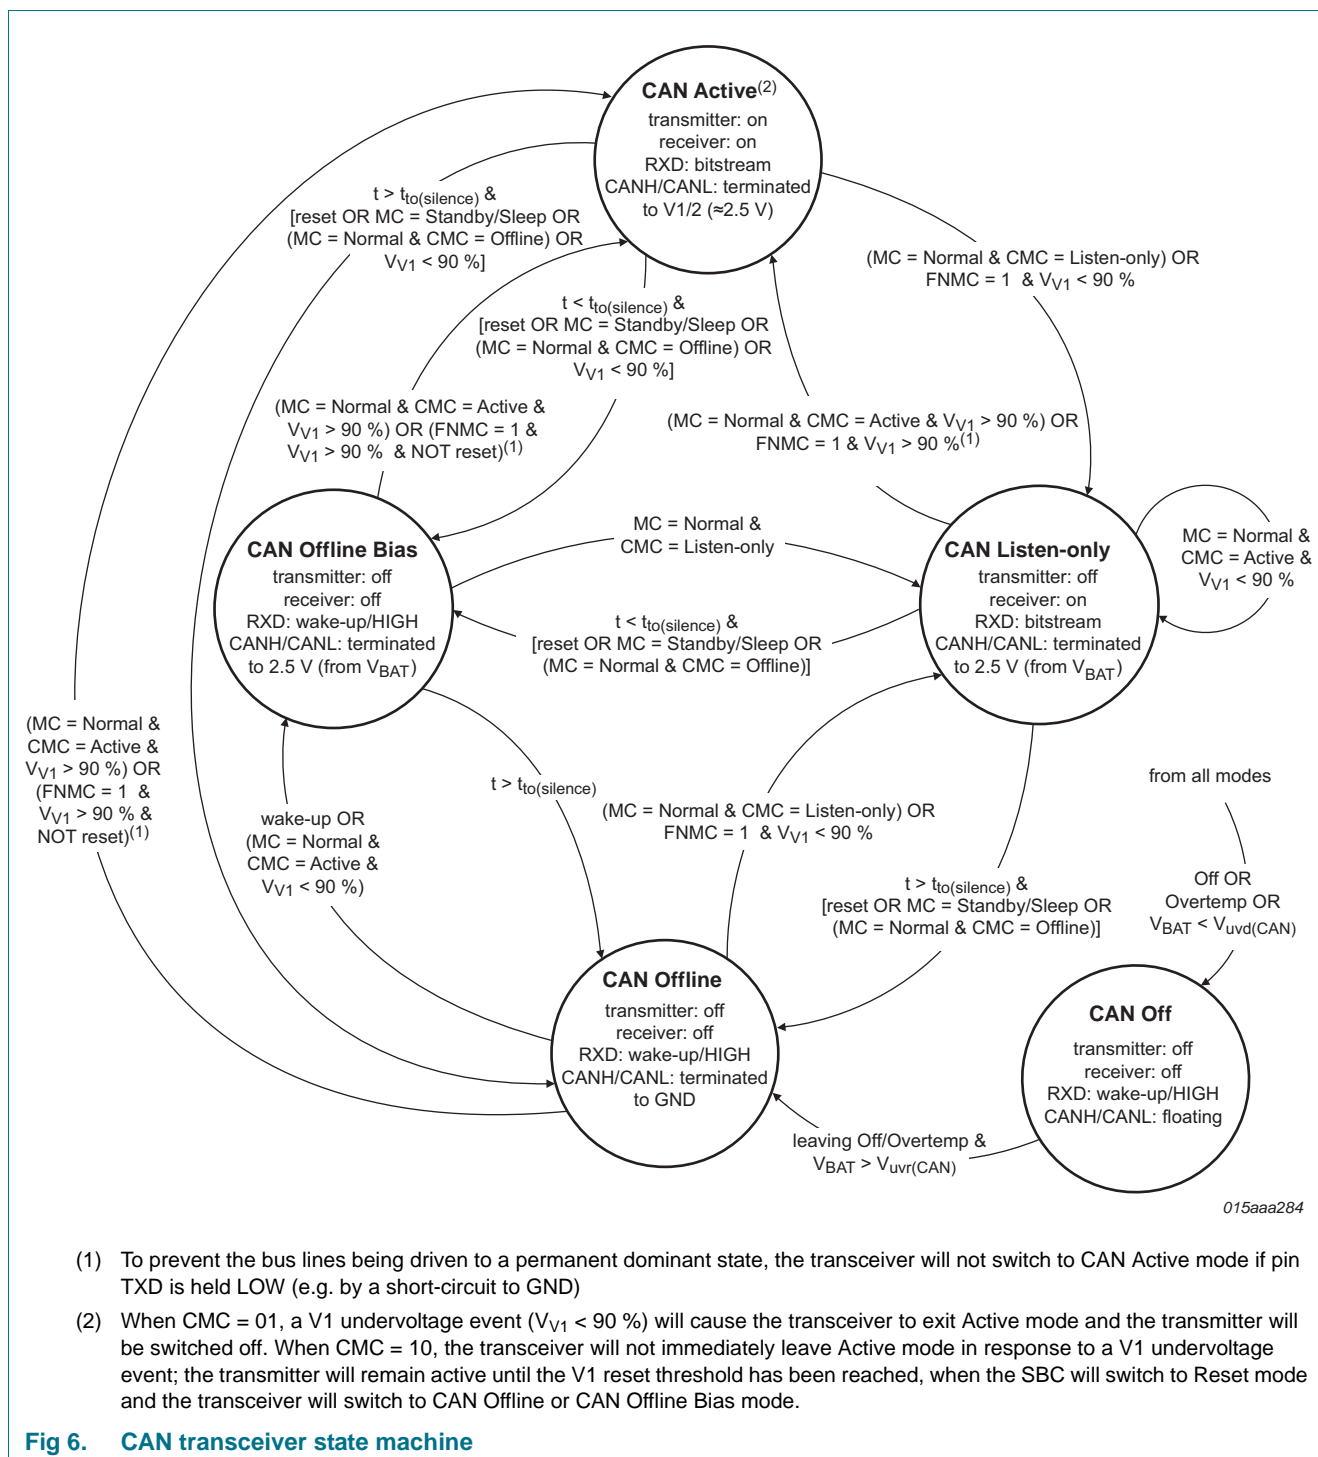 CAN Active(2)
transmitter: on
receiver: on
RXD: bitstream
CANH/CANL: terminated
to V1/2 (≈2.5 V)
t > tto(silence) &
[reset OR MC = Standby/Sleep OR
(MC = Normal & CMC = Offline) OR
VV1 < 90 %]
(MC = Normal & CMC = Listen-only) OR
FNMC = 1 & VV1 < 90 %
t < tto(silence) &
[reset OR MC = Standby/Sleep OR
(MC = Normal & CMC = Offline) OR
VV1 < 90 %]
(MC = Normal & CMC = Active &
VV1 > 90 %) OR (FNMC = 1 &
VV1 > 90 % & NOT reset)(1)
(MC = Normal & CMC = Active & VV1 > 90 %) OR
FNMC = 1 & VV1 > 90 %(1)
CAN Offline Bias
transmitter: off
receiver: off
RXD: wake-up/HIGH
CANH/CANL: terminated
to 2.5 V (from VBAT)
MC = Normal &
CMC = Listen-only
CAN Listen-only
transmitter: off
receiver: on
RXD: bitstream
CANH/CANL: terminated
to 2.5 V (from VBAT)
MC = Normal &
CMC = Active &
VV1 < 90 %
t < tto(silence) &
[reset OR MC = Standby/Sleep OR
(MC = Normal & CMC = Offline)]
(MC = Normal &
CMC = Active &
VV1 > 90 %) OR
(FNMC = 1 &
VV1 > 90 % &
NOT reset)(1)
wake-up OR
(MC = Normal &
CMC = Active &
VV1 < 90 %)
t > tto(silence)
(MC = Normal & CMC = Listen-only) OR
FNMC = 1 & VV1 < 90 %
from all modes
t > tto(silence) &
[reset OR MC = Standby/Sleep OR
(MC = Normal & CMC = Offline)]
Off OR
Overtemp OR
VBAT < Vuvd(CAN)
CAN Offline
transmitter: off
receiver: off
RXD: wake-up/HIGH
CANH/CANL: terminated
to GND
CAN Off
transmitter: off
receiver: off
RXD: wake-up/HIGH
CANH/CANL: floating
leaving Off/Overtemp &
VBAT > Vuvr(CAN)
015aaa284
(1) To prevent the bus lines being driven to a permanent dominant state, the transceiver will not switch to CAN Active mode if pin
TXD is held LOW (e.g. by a short-circuit to GND)
(2) When CMC = 01, a V1 undervoltage event (VV1 < 90 %) will cause the transceiver to exit Active mode and the transmitter will
be switched off. When CMC = 10, the transceiver will not immediately leave Active mode in response to a V1 undervoltage
event; the transmitter will remain active until the V1 reset threshold has been reached, when the SBC will switch to Reset mode
and the transceiver will switch to CAN Offline or CAN Offline Bias mode.
Fig 6. CAN transceiver state machine